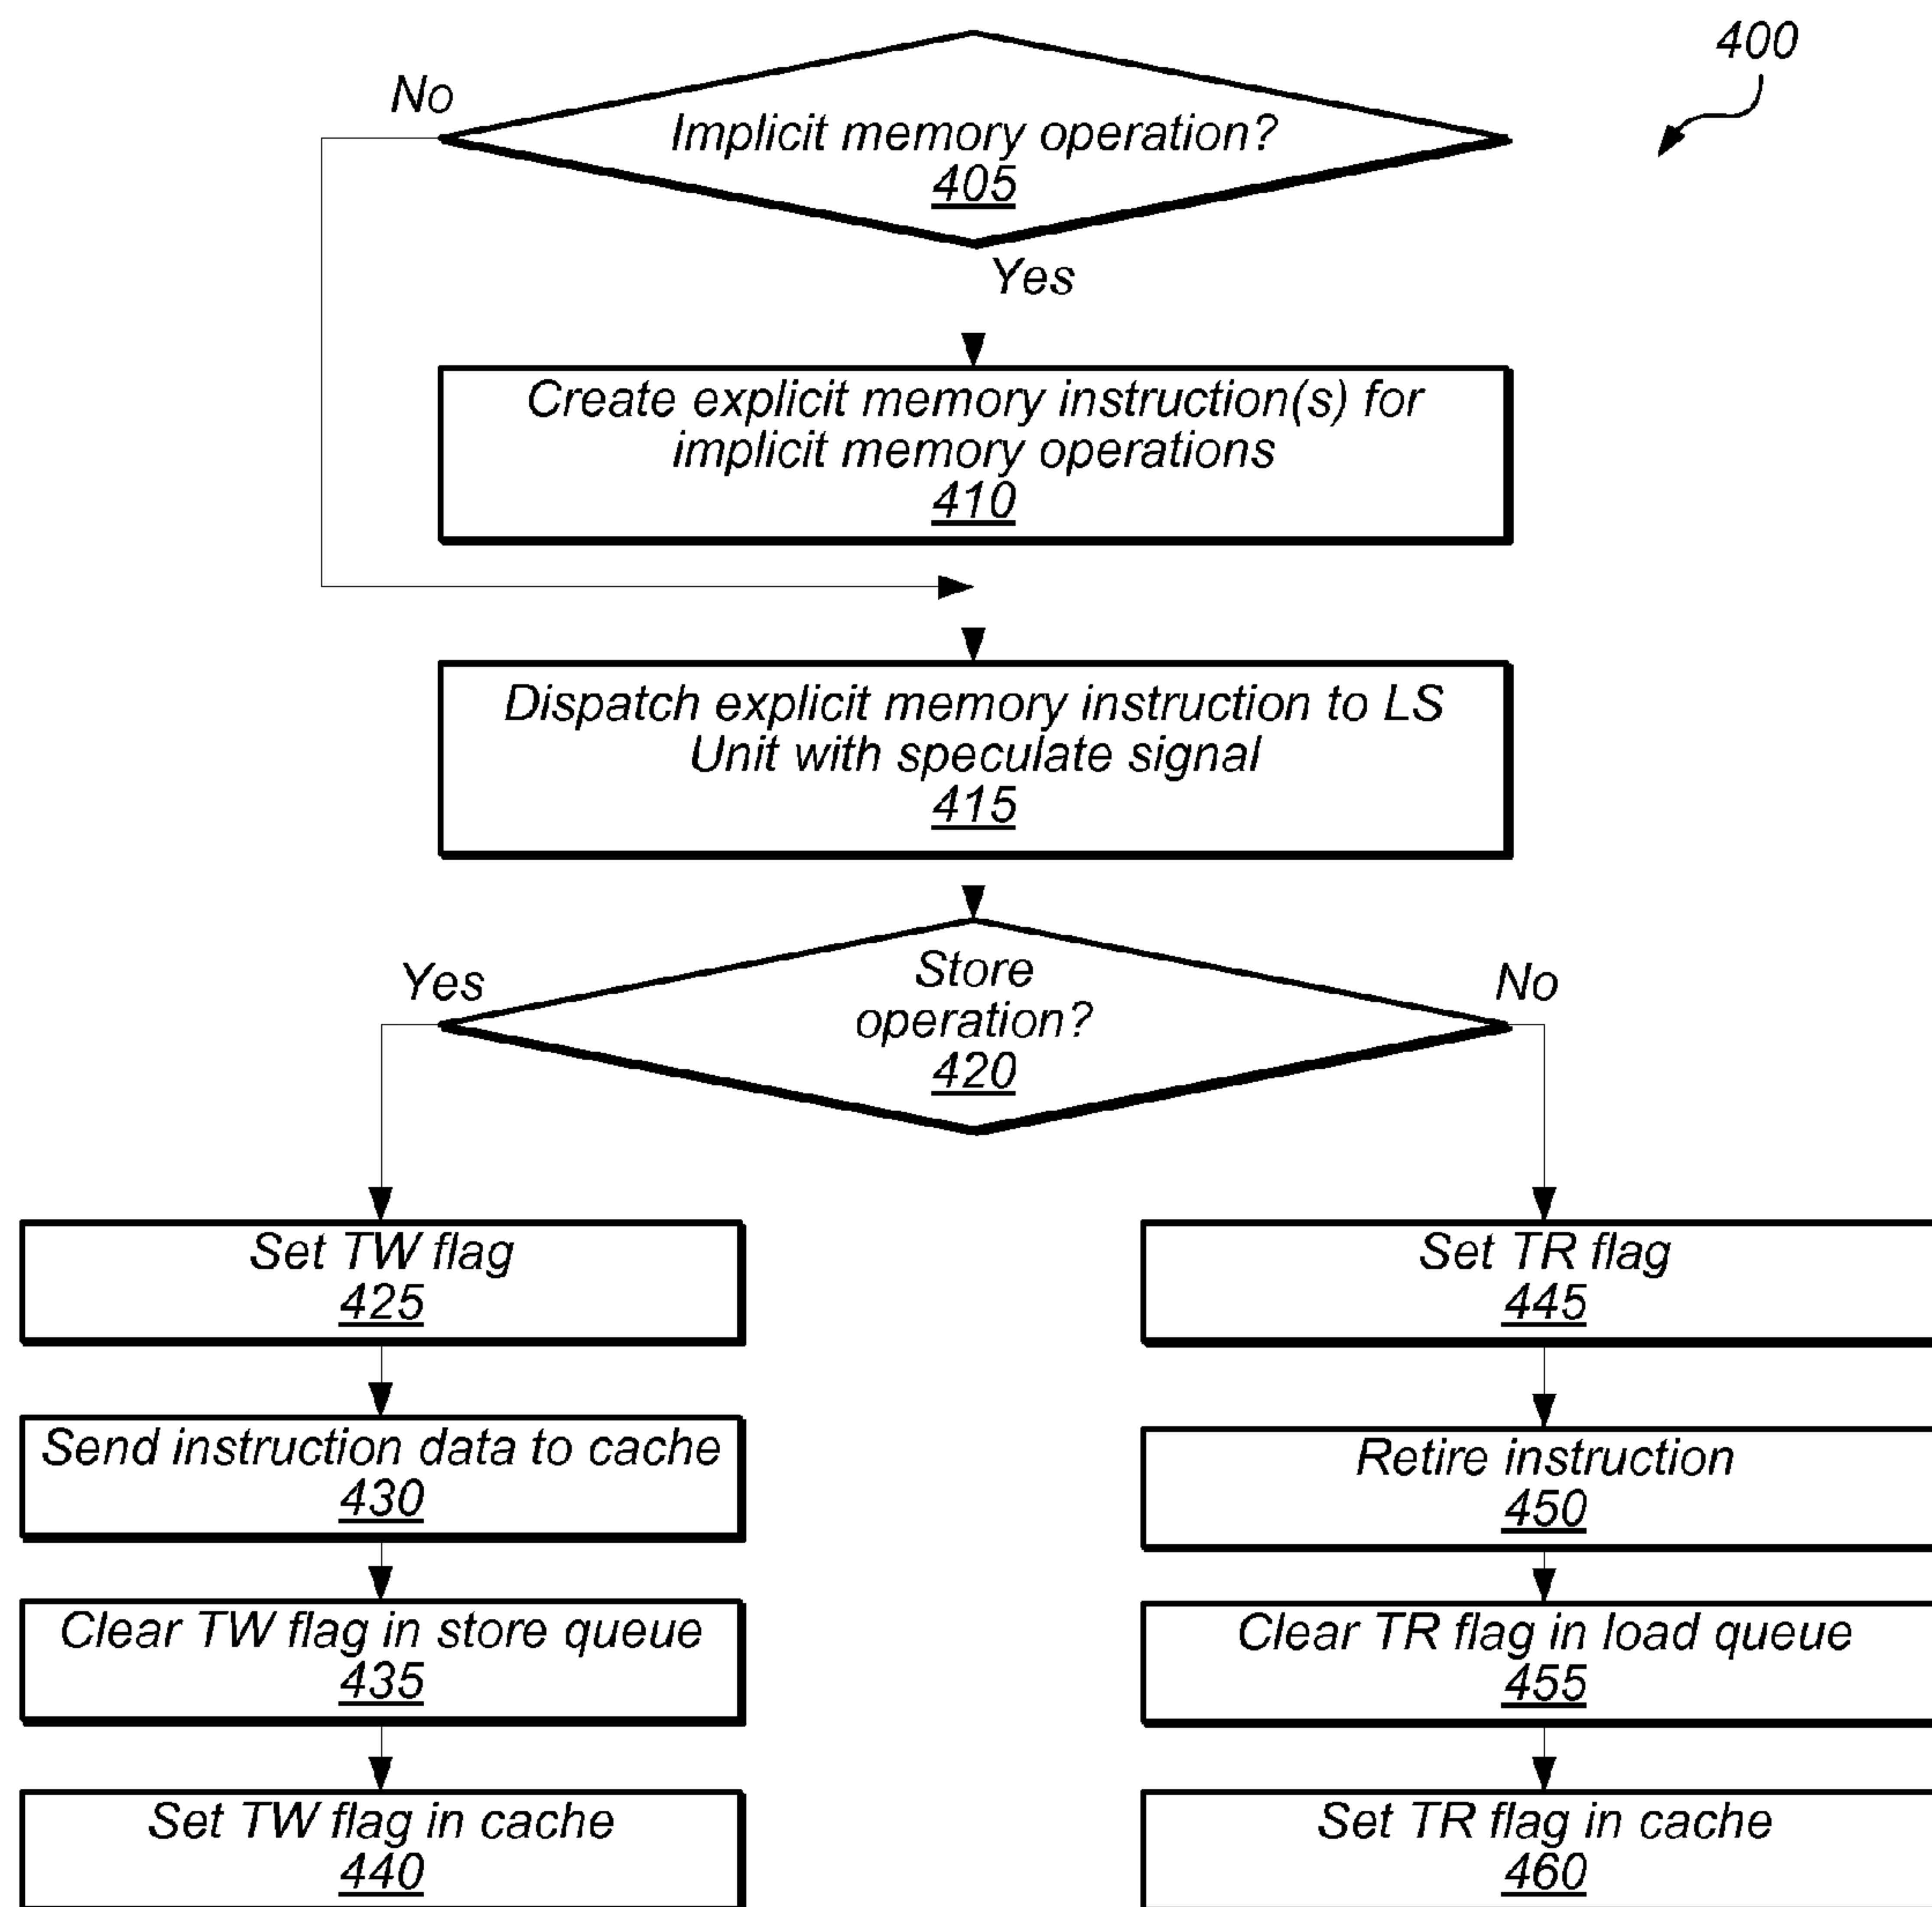 400
No
Implicit memory operation?
405
Yes
Create explicit memory instruction(s) for
implicit memory operations
410
Dispatch explicit memory instruction to LS
Unit with speculate signal
415
Yes
Store
operation?
420
No
Set TW flag
425
Send instruction data to cache
430
Clear TW flag in store queue
435
Set TW flag in cache
440
Set TR flag
445
Retire instruction
450
Clear TR flag in load queue
455
Set TR flag in cache
460